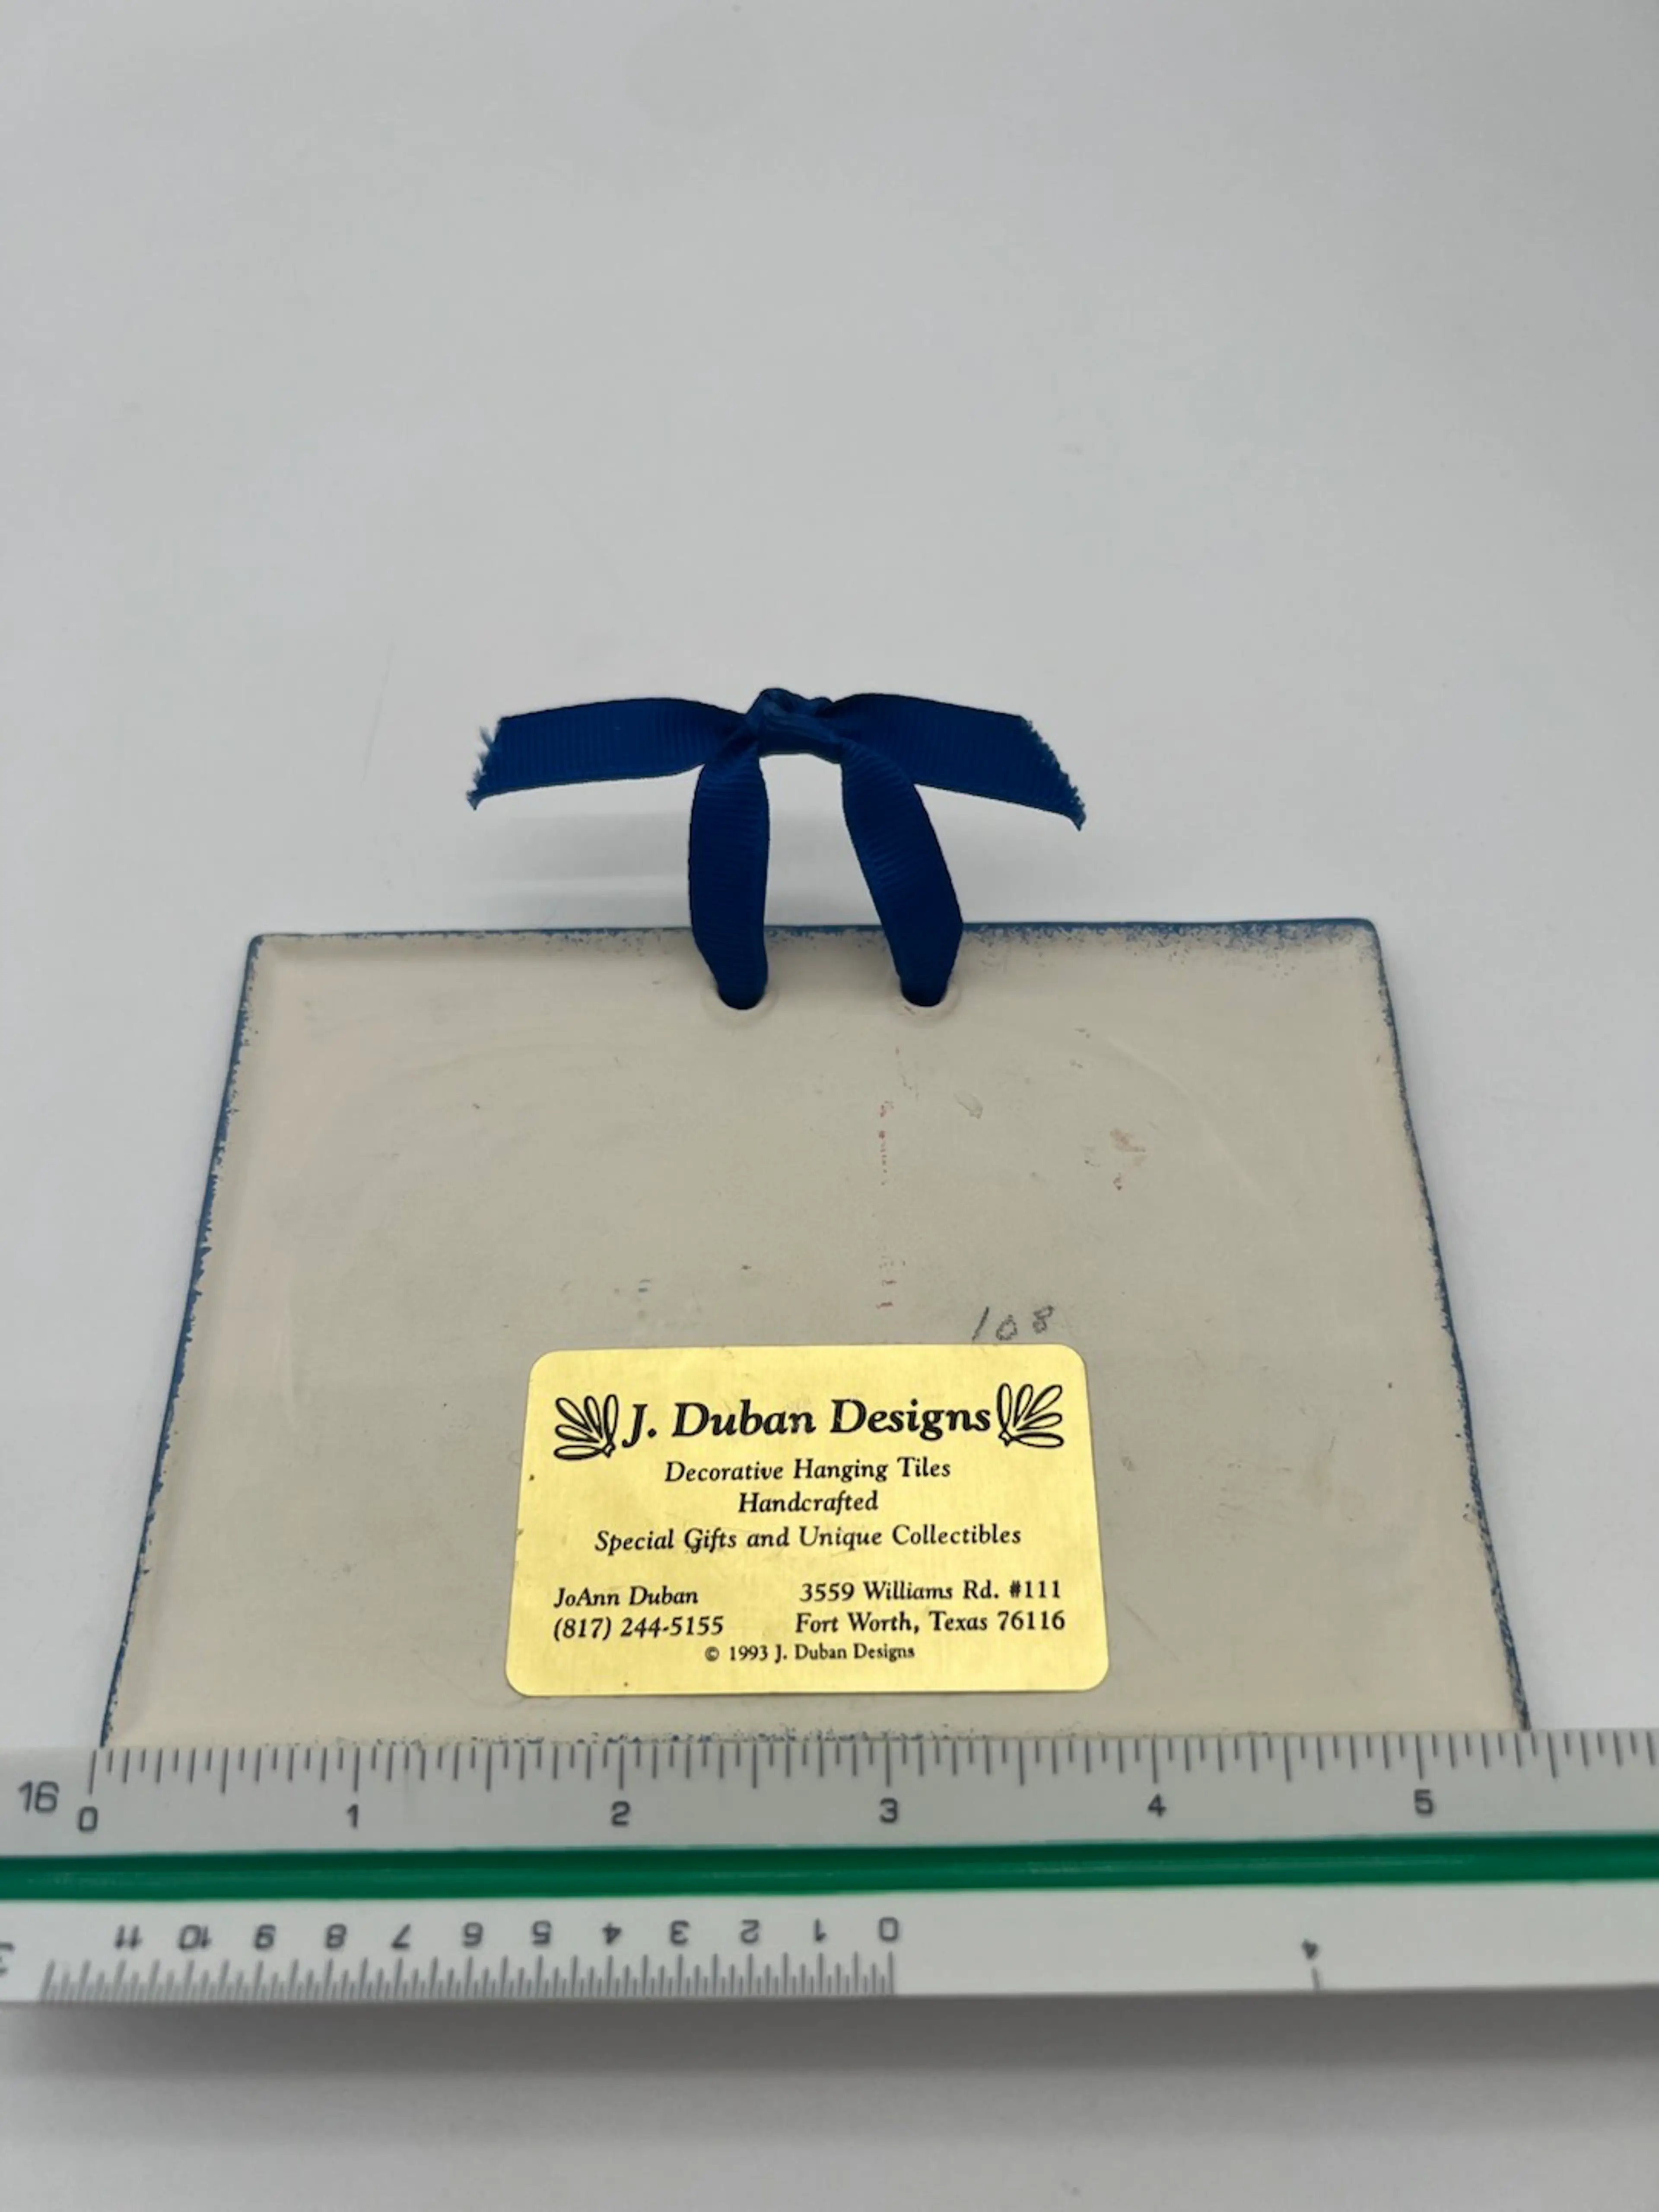 108
J. Duban Designs
Decorative Hanging Tiles
Handcrafted
Special Gifts and Unique Collectibles
JoAnn Duban 3559 Williams Rd. #111
(817) 244-5155 Fort Worth, Texas 76116
© 1993 J. Duban Designs
16 0 1 2 3 4 5
11 10 9 8 7 6 5 4 3 2 1 0 4